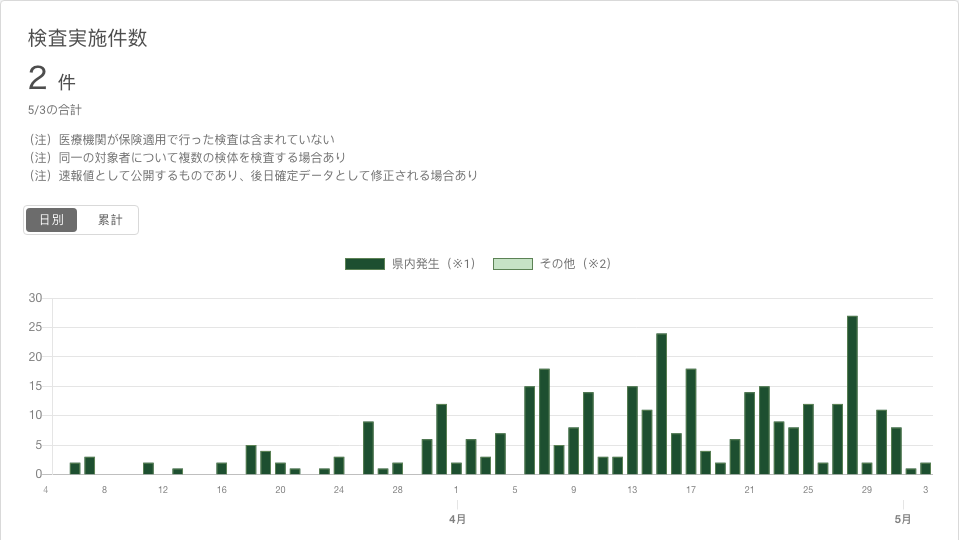 検査実施件数
2 件
5/3の合計
（注）医療機関が保険適用で行った検査は含まれていない
（注）同一の対象者について複数の検体を検査する場合あり
（注）速報値として公開するものであり、後日確定データとして修正される場合あり
日別 累計
県内発生（※1） その他（※2）
30
25
20
15
10
5
0
4 8 12 16 20 24 28 1 5 9 13 17 21 25 29 3
4月 5月